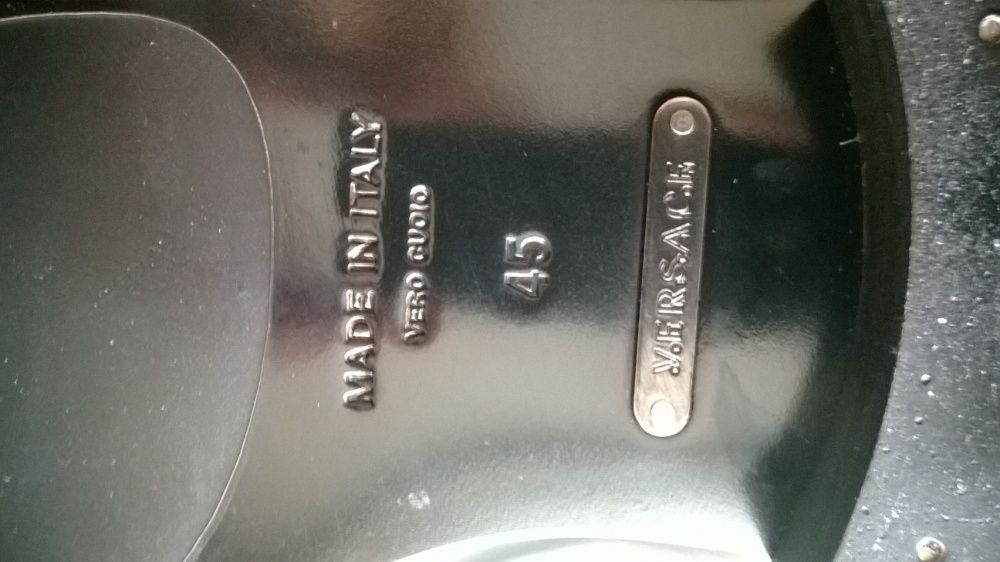 MADE IN ITALY
VERO CUOIO
45
VERSACE